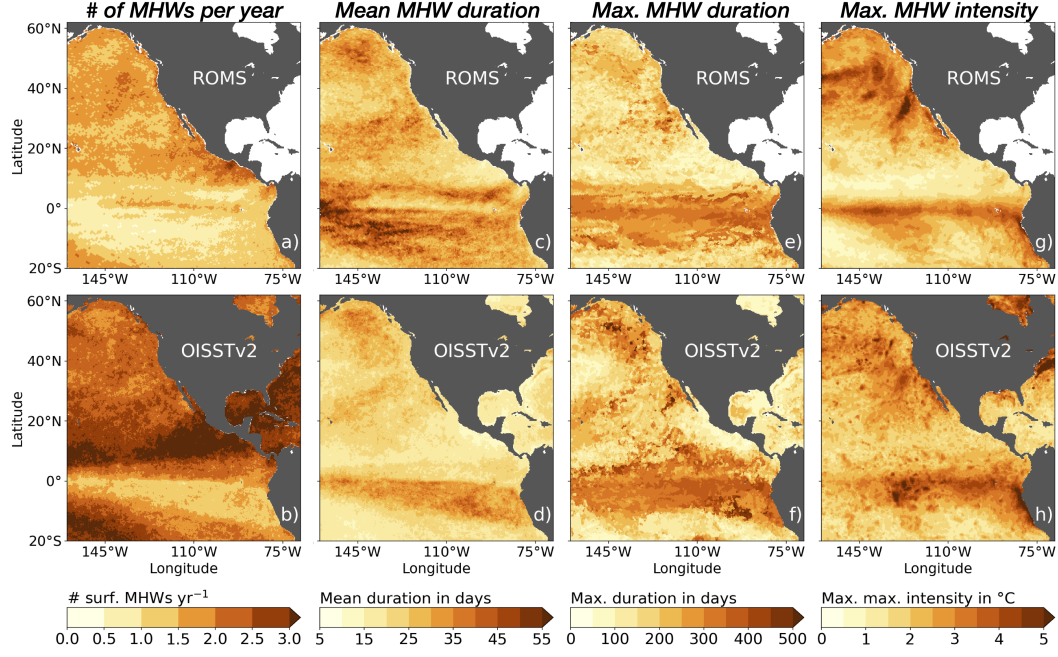 # of MHWs per year
Mean MHW duration
Max. MHW duration
Max. MHW intensity
60°N
40°N
20°N
0°
20°S
Latitude
ROMS
ROMS
ROMS
ROMS
a)
c)
e)
g)
145°W 110°W 75°W
145°W 110°W 75°W
145°W 110°W 75°W
145°W 110°W 75°W
60°N
40°N
20°N
0°
20°S
Latitude
OISSTv2
OISSTv2
OISSTv2
OISSTv2
b)
d)
f)
h)
145°W 110°W 75°W
145°W 110°W 75°W
145°W 110°W 75°W
145°W 110°W 75°W
Longitude
Longitude
Longitude
Longitude
# surf. MHWs yr⁻¹
0.0 0.5 1.0 1.5 2.0 2.5 3.0
Mean duration in days
5 15 25 35 45 55
Max. duration in days
0 100 200 300 400 500
Max. max. intensity in °C
0 1 2 3 4 5